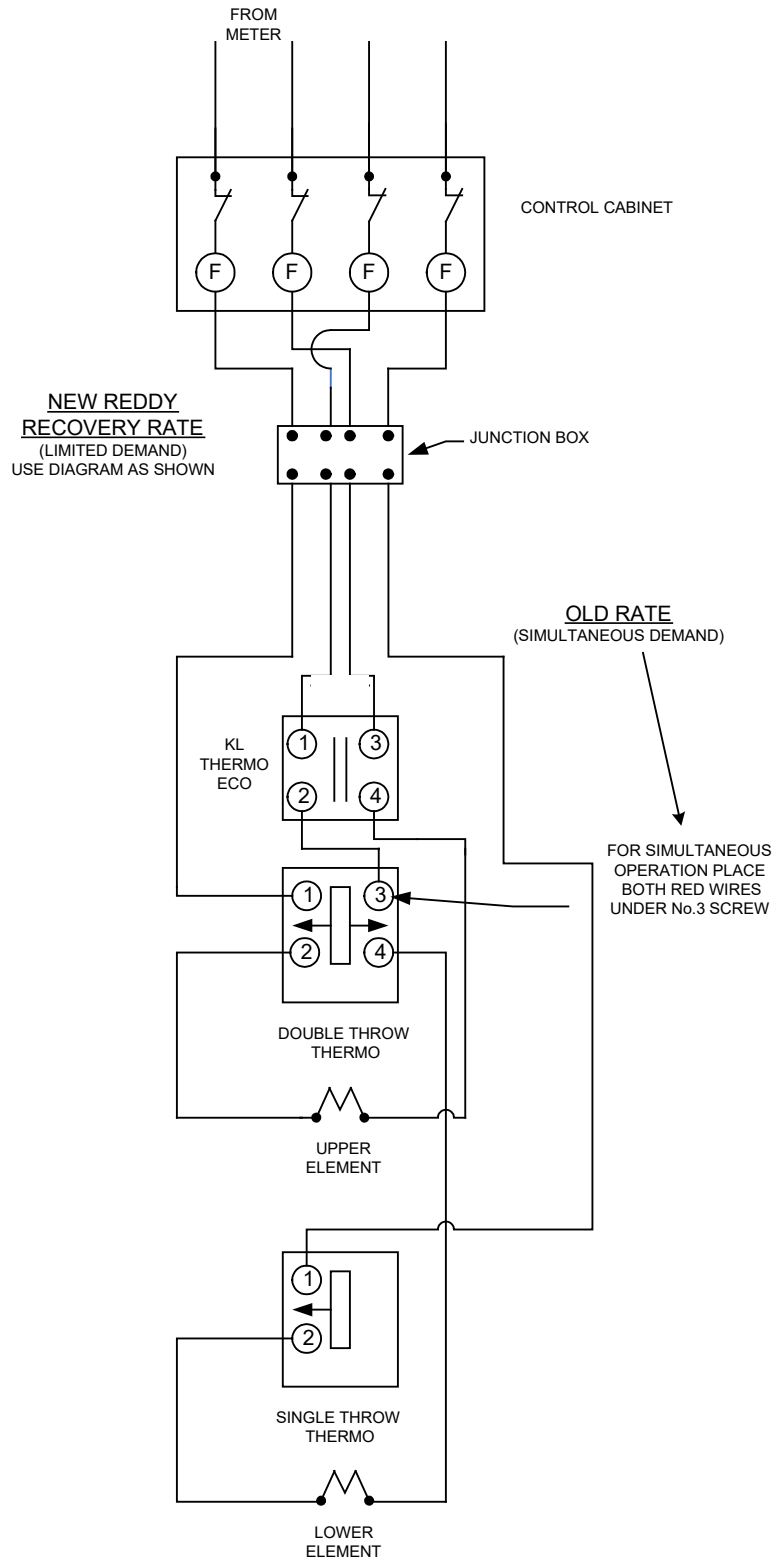 FROM
METER
CONTROL CABINET
F F F F
NEW REDDY
RECOVERY RATE
(LIMITED DEMAND)
USE DIAGRAM AS SHOWN
JUNCTION BOX
OLD RATE
(SIMULTANEOUS DEMAND)
KL
THERMO
ECO
1 3
2 4
FOR SIMULTANEOUS
OPERATION PLACE
BOTH RED WIRES
UNDER No.3 SCREW
1 3
2 4
DOUBLE THROW
THERMO
UPPER
ELEMENT
1
2
SINGLE THROW
THERMO
LOWER
ELEMENT